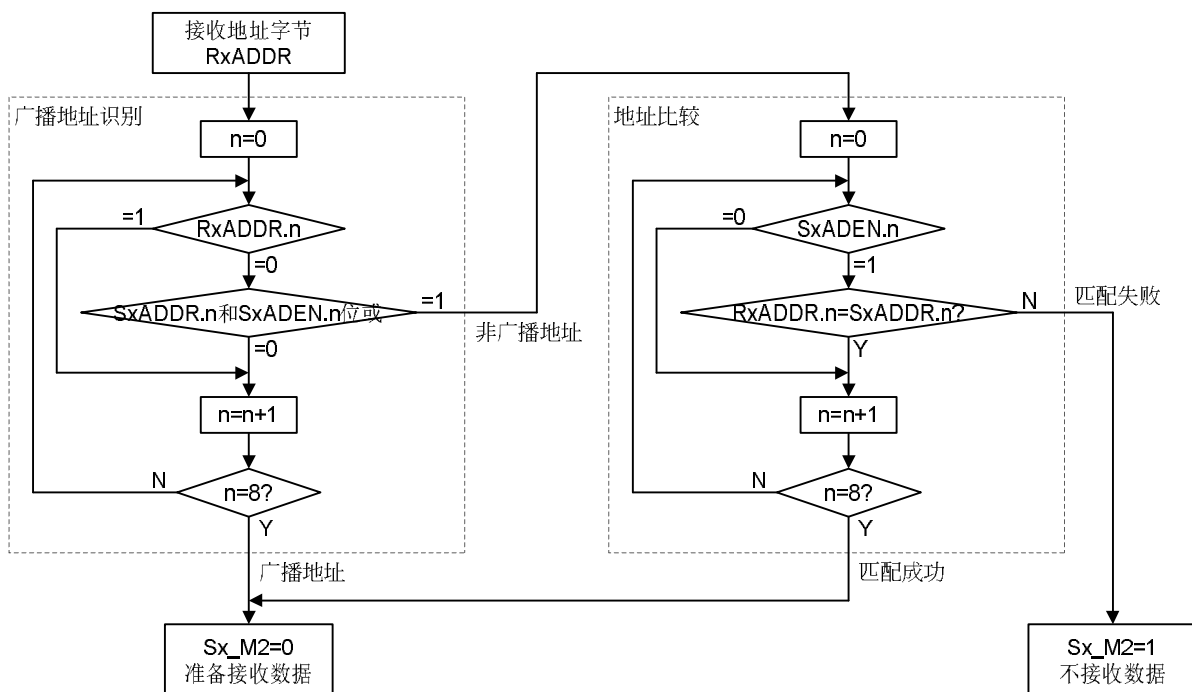 接收地址字节
RxADDR
广播地址识别
n=0
=1
RxADDR.n
=0
SxADDR.n和SxADEN.n位或
=1
非广播地址
=0
n=n+1
N
n=8?
Y
广播地址
地址比较
n=0
=0
SxADEN.n
=1
RxADDR.n=SxADDR.n?
N
匹配失败
Y
n=n+1
N
n=8?
Y
匹配成功
Sx_M2=0
准备接收数据
Sx_M2=1
不接收数据